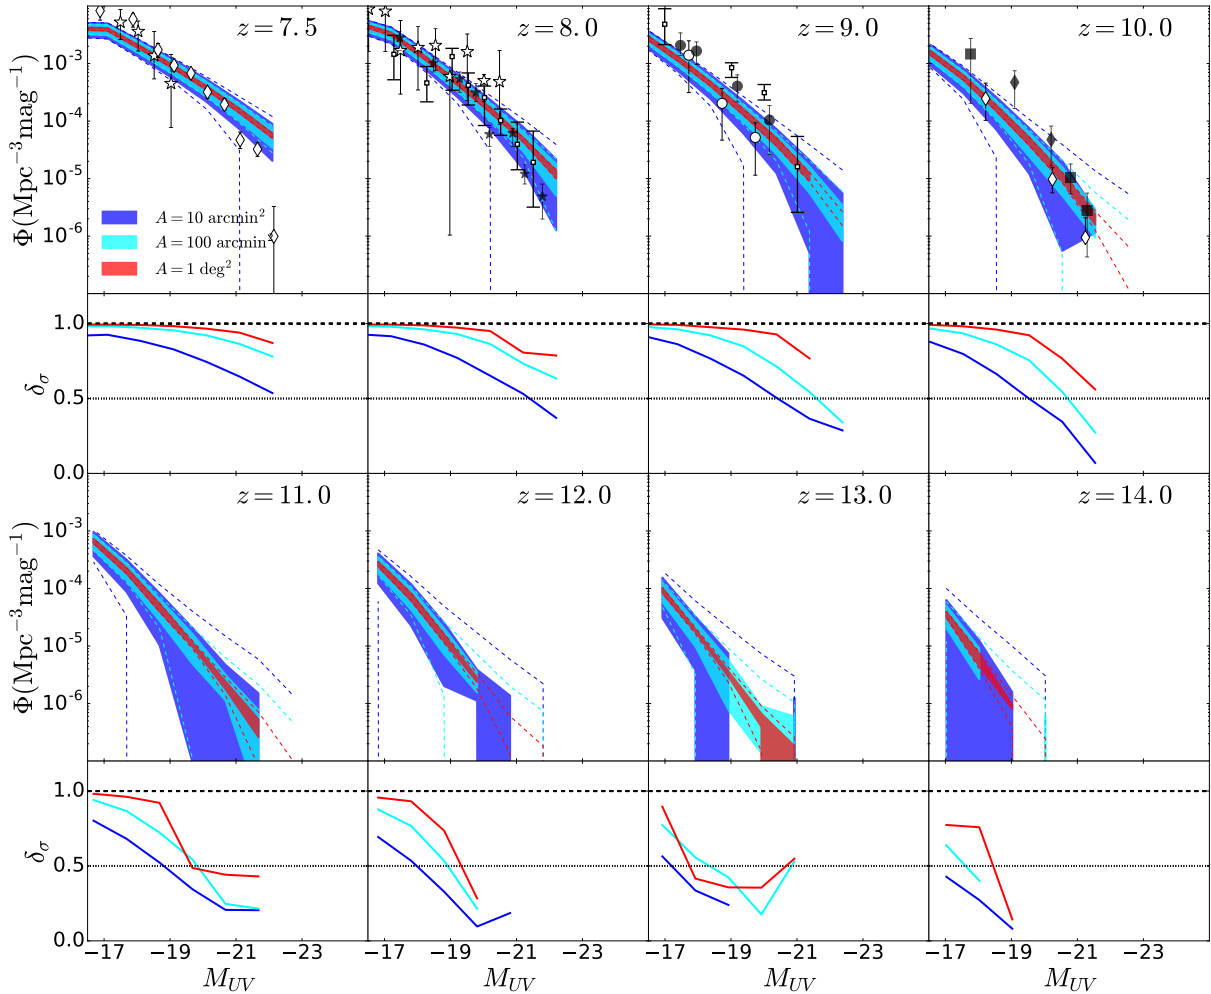 z = 7.5
z = 8.0
z = 9.0
z = 10.0
Φ(Mpc⁻³mag⁻¹)
10⁻³
10⁻⁴
10⁻⁵
10⁻⁶
A = 10 arcmin²
A = 100 arcmin²
A = 1 deg²
δσ
1.0
0.5
0.0
z = 11.0
z = 12.0
z = 13.0
z = 14.0
Φ(Mpc⁻³mag⁻¹)
10⁻³
10⁻⁴
10⁻⁵
10⁻⁶
δσ
1.0
0.5
0.0
−17 −19 −21 −23 −17 −19 −21 −23 −17 −19 −21 −23 −17 −19 −21 −23
M_UV M_UV M_UV M_UV